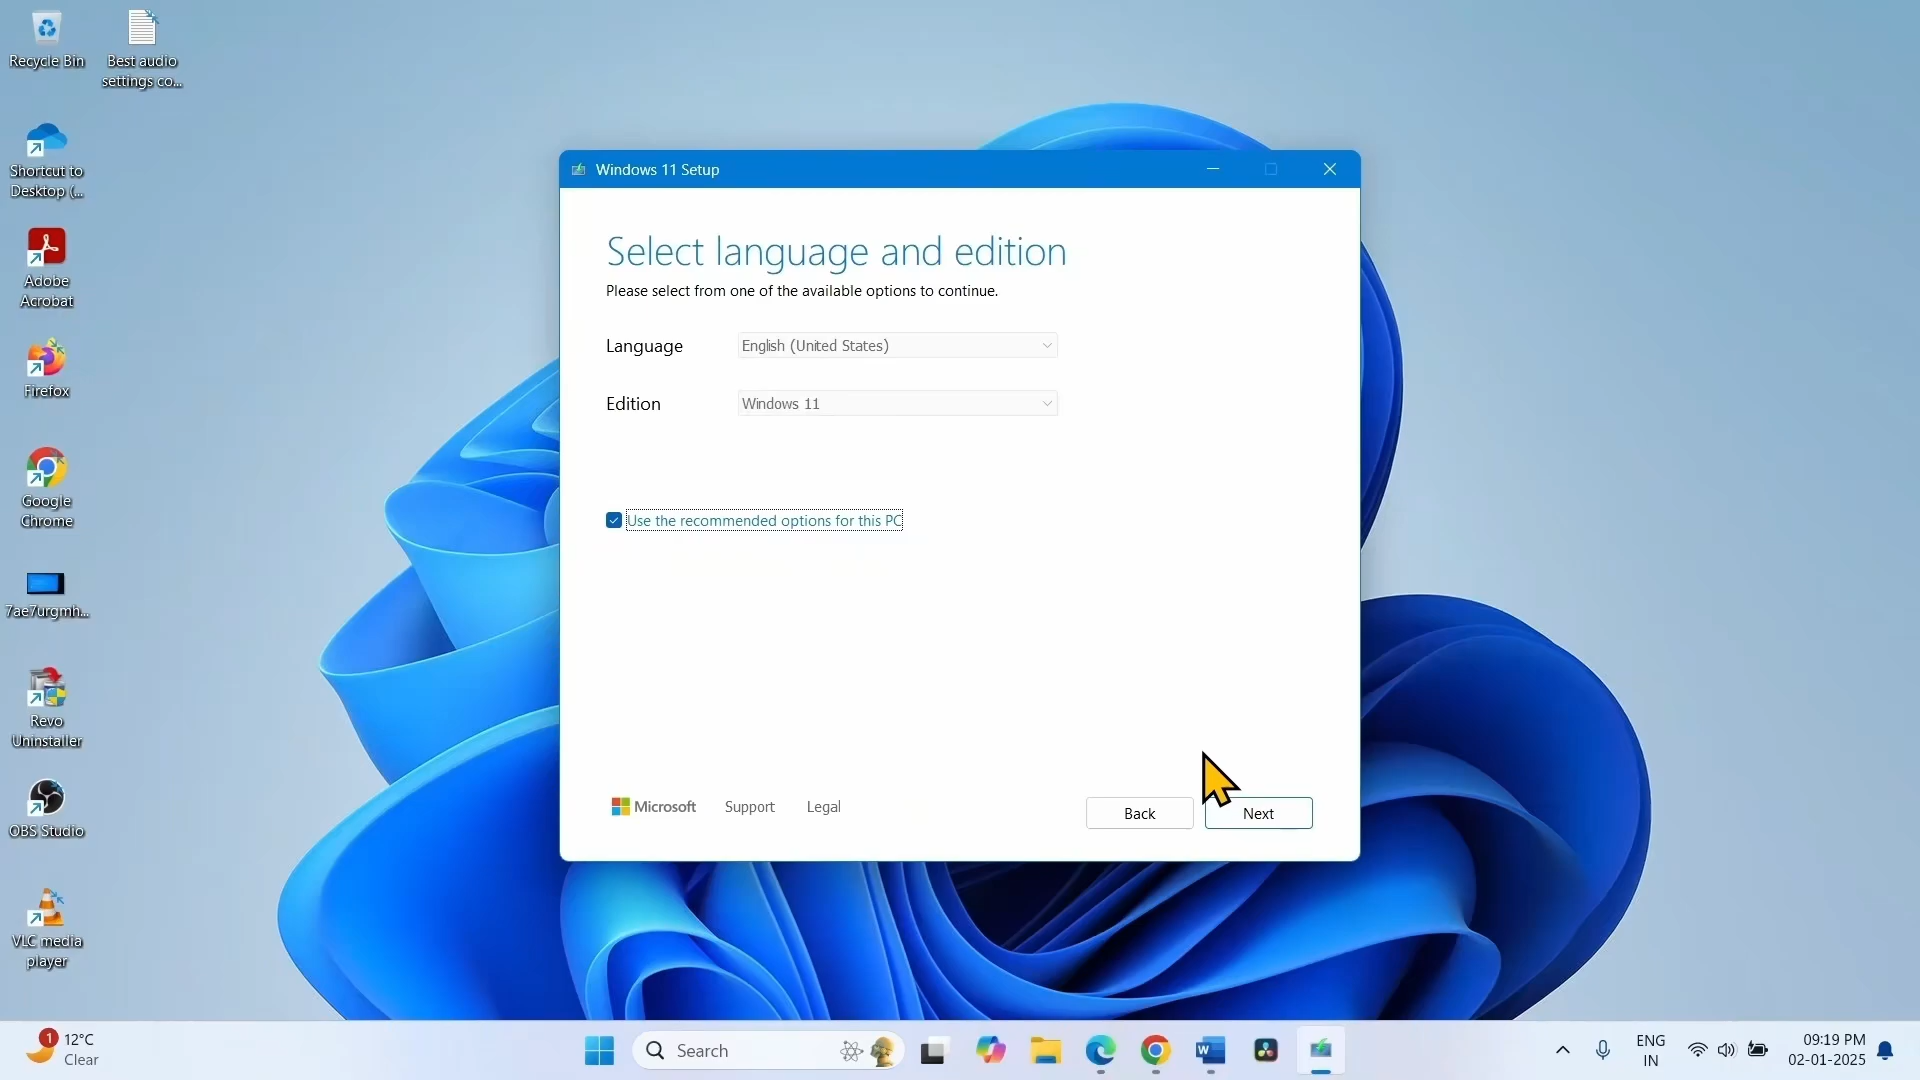 Recycle Bin
Best audio
settings co...
Shortcut to
Desktop (...
Adobe
Acrobat
Firefox
Google
Chrome
7ae7urgmh...
Revo
Uninstaller
OBS Studio
VLC media
player
Windows 11 Setup
Select language and edition
Please select from one of the available options to continue.
Language
English (United States)
Edition
Windows 11
Use the recommended options for this PC
Microsoft
Support
Legal
Back
Next
1
12°C
Clear
Search
W
ENG
IN
09:19 PM
02-01-2025